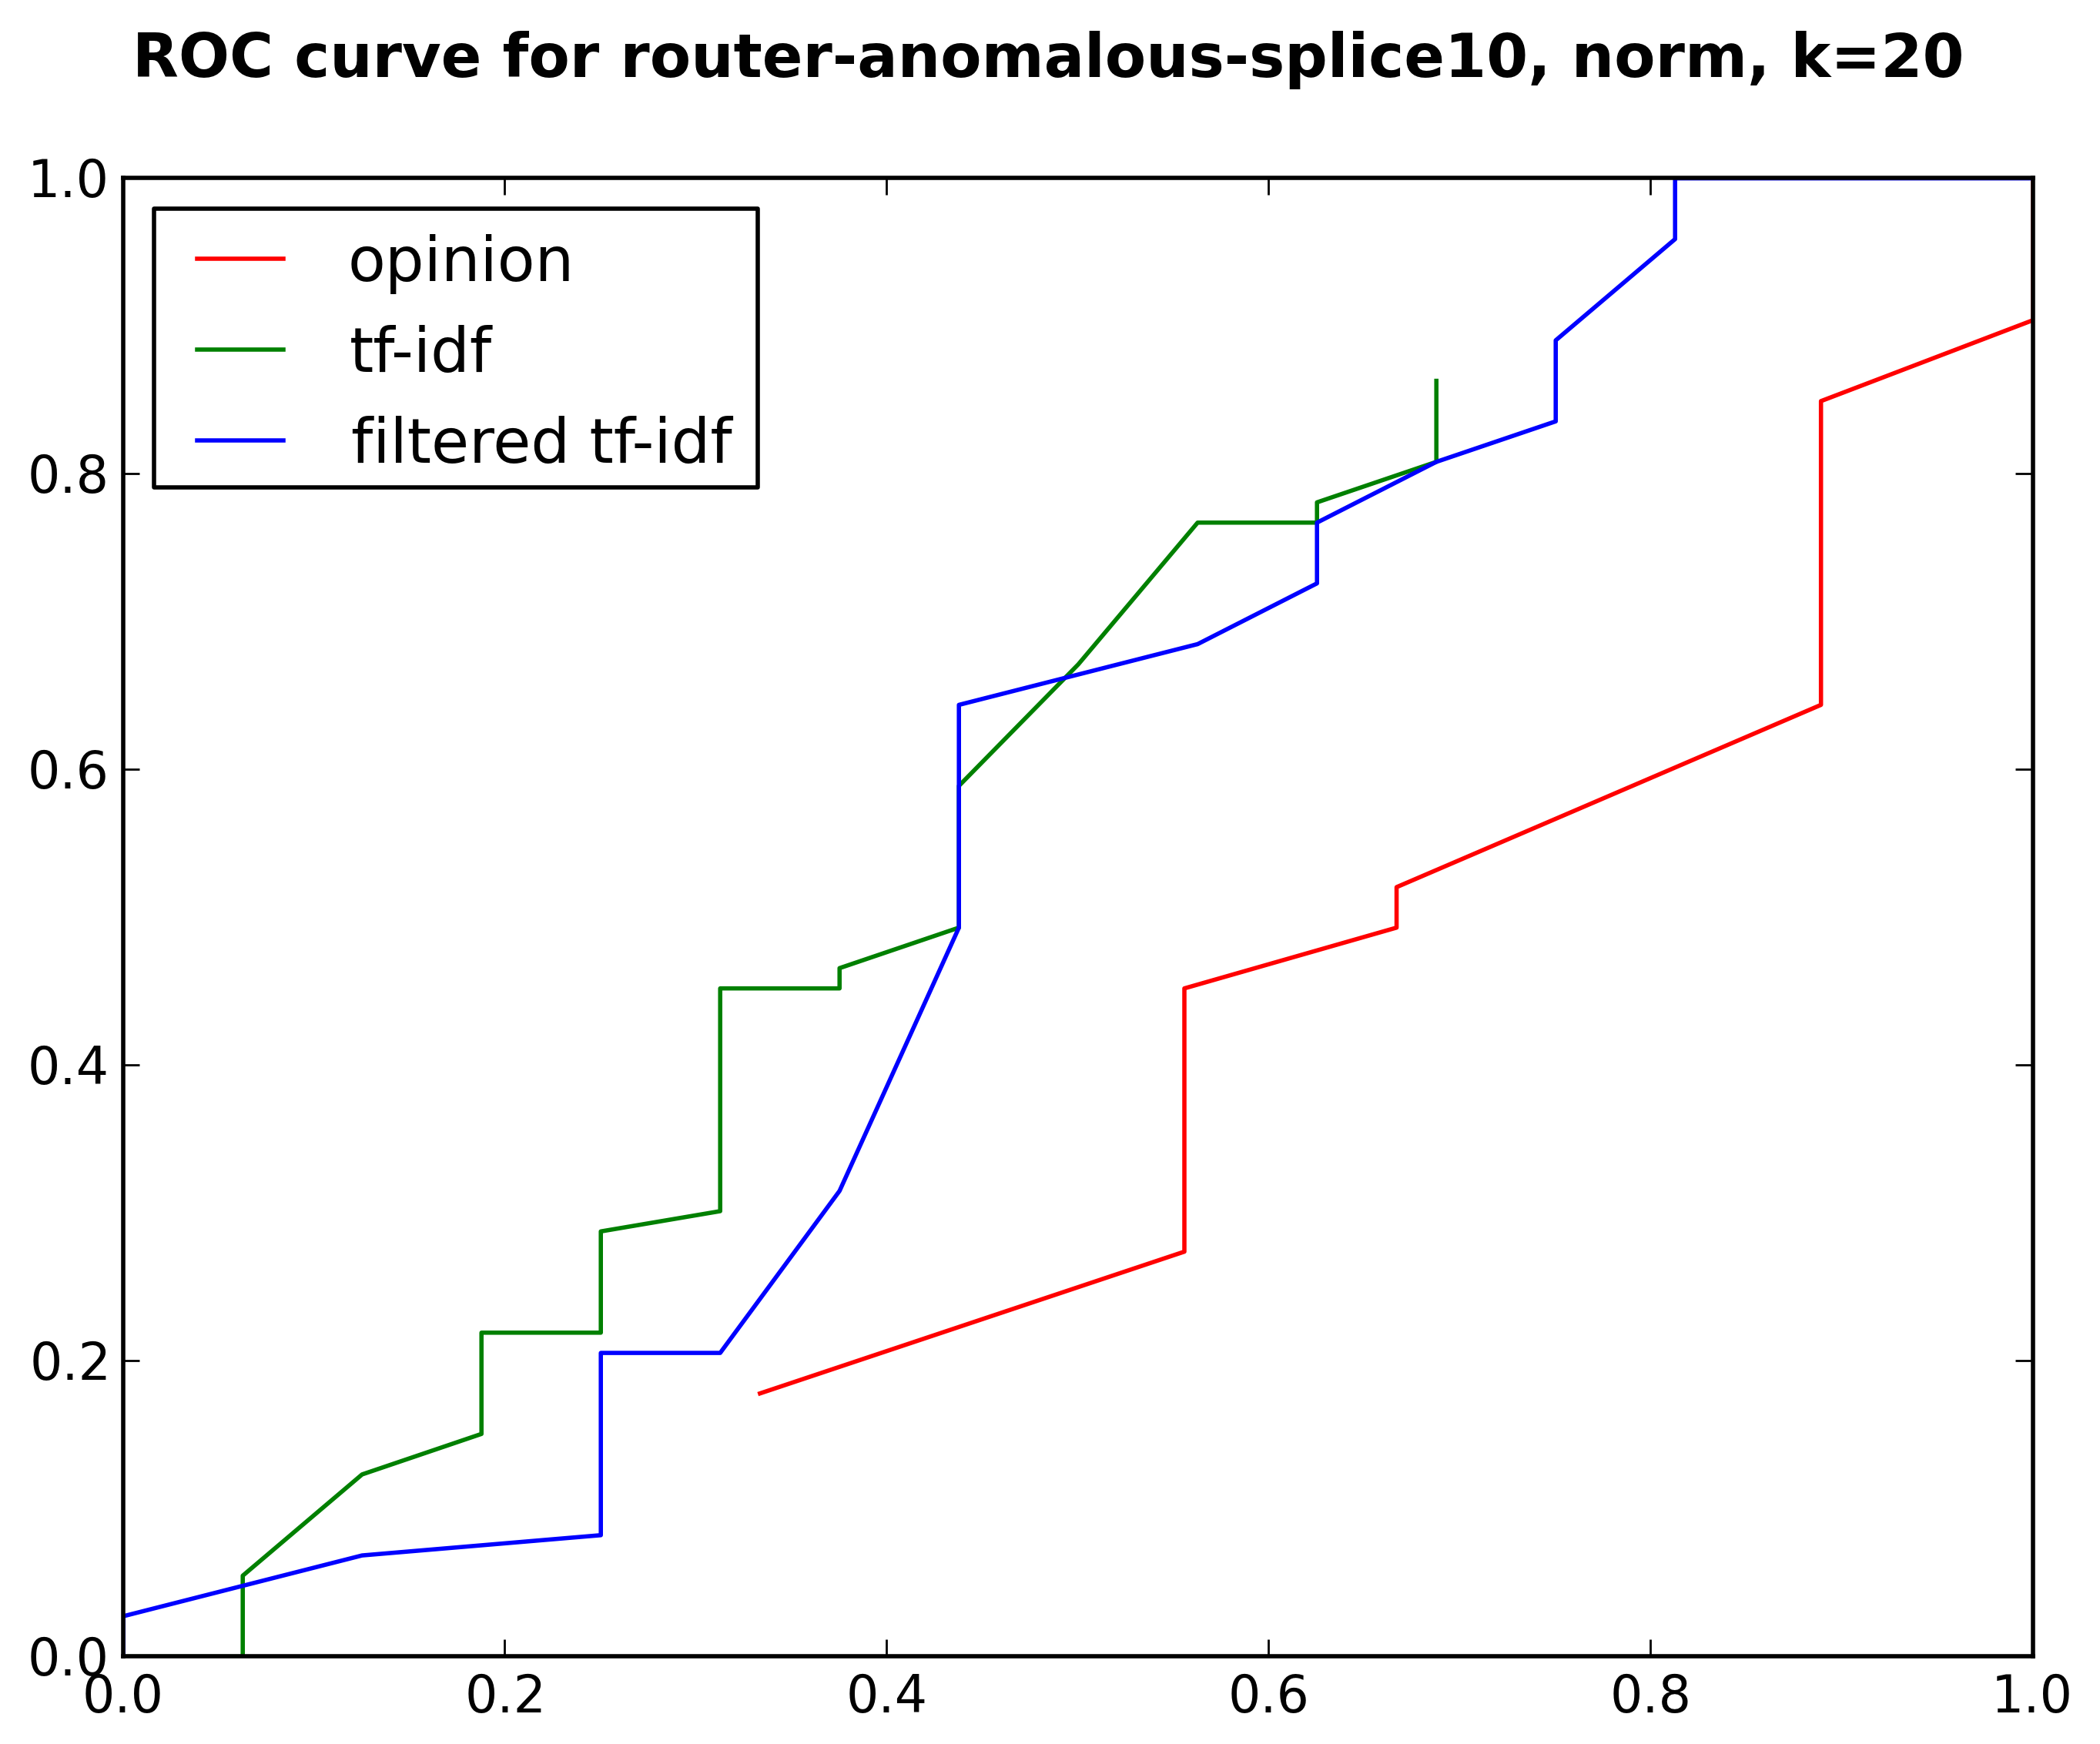 ROC curve for router-anomalous-splice10, norm, k=20
1.0
opinion
tf-idf
filtered tf-idf
0.8
0.6
0.4
0.2
0.0
0.0 0.2 0.4 0.6 0.8 1.0